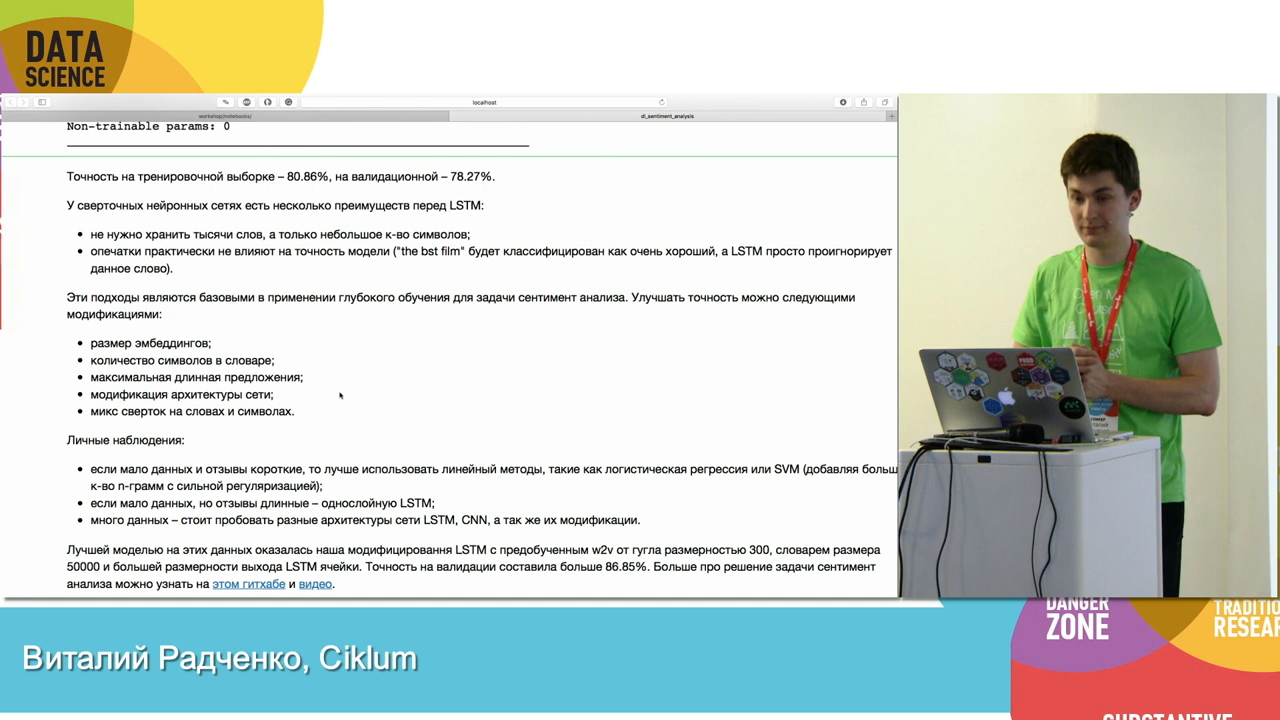 DATA
SCIENCE
localhost
workshop/notebooks/
dl_sentiment_analysis
Non-trainable params: 0
Точность на тренировочной выборке – 80.86%, на валидационной – 78.27%.
У сверточных нейронных сетях есть несколько преимуществ перед LSTM:
не нужно хранить тысячи слов, а только небольшое к-во символов;
опечатки практически не влияют на точность модели ("the bst film" будет классифицирован как очень хороший, а LSTM просто проигнорирует
данное слово).
Эти подходы являются базовыми в применении глубокого обучения для задачи сентимент анализа. Улучшать точность можно следующими
модификациями:
размер эмбеддингов;
количество символов в словаре;
максимальная длинная предложения;
модификация архитектуры сети;
микс сверток на словах и символах.
Личные наблюдения:
если мало данных и отзывы короткие, то лучше использовать линейный методы, такие как логистическая регрессия или SVM (добавляя больш
к-во n-грамм с сильной регуляризацией);
если мало данных, но отзывы длинные – однослойную LSTM;
много данных – стоит пробовать разные архитектуры сети LSTM, CNN, а так же их модификации.
Лучшей моделью на этих данных оказалась наша модифицировання LSTM с предобученным w2v от гугла размерностью 300, словарем размера
50000 и большей размерности выхода LSTM ячейки. Точность на валидации составила больше 86.85%. Больше про решение задачи сентимент
анализа можно узнать на этом гитхабе и видео.
DANGER
ZONE
TRADITIO
RESEAR
SUBSTANTIVE
Виталий Радченко, Ciklum